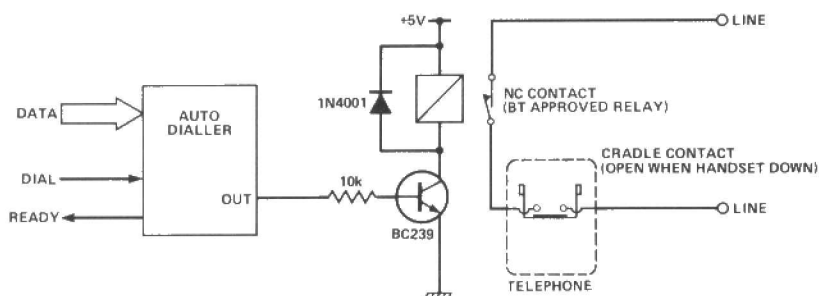 +5V
LINE
NC CONTACT
(BT APPROVED RELAY)
1N4001
DATA
AUTO
DIALLER
CRADLE CONTACT
(OPEN WHEN HANDSET DOWN)
DIAL
10k
OUT
READY
LINE
BC239
TELEPHONE